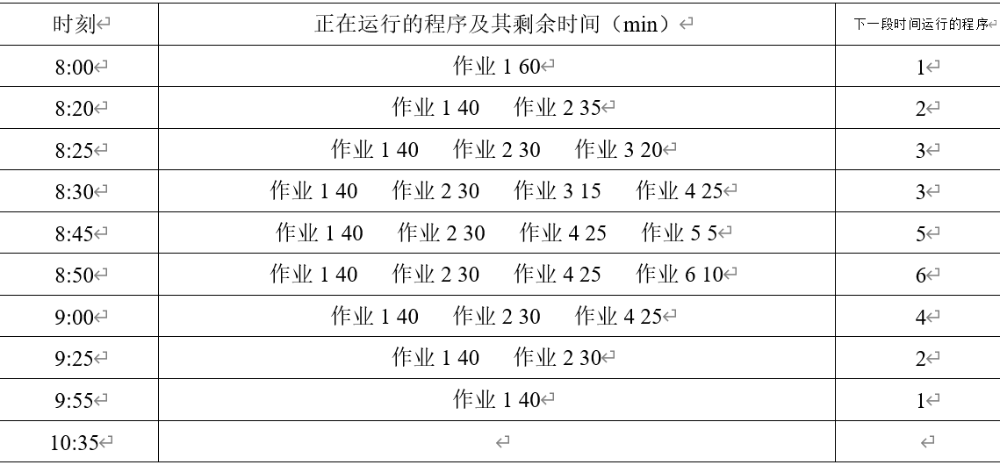 时刻↵ 正在运行的程序及其剩余时间（min）↵ 下一段时间运行的程序↵
8:00↵ 作业 1 60↵ 1↵
8:20↵ 作业 1 40 作业 2 35↵ 2↵
8:25↵ 作业 1 40 作业 2 30 作业 3 20↵ 3↵
8:30↵ 作业 1 40 作业 2 30 作业 3 15 作业 4 25↵ 3↵
8:45↵ 作业 1 40 作业 2 30 作业 4 25 作业 5 5↵ 5↵
8:50↵ 作业 1 40 作业 2 30 作业 4 25 作业 6 10↵ 6↵
9:00↵ 作业 1 40 作业 2 30 作业 4 25↵ 4↵
9:25↵ 作业 1 40 作业 2 30↵ 2↵
9:55↵ 作业 1 40↵ 1↵
10:35↵ ↵ ↵